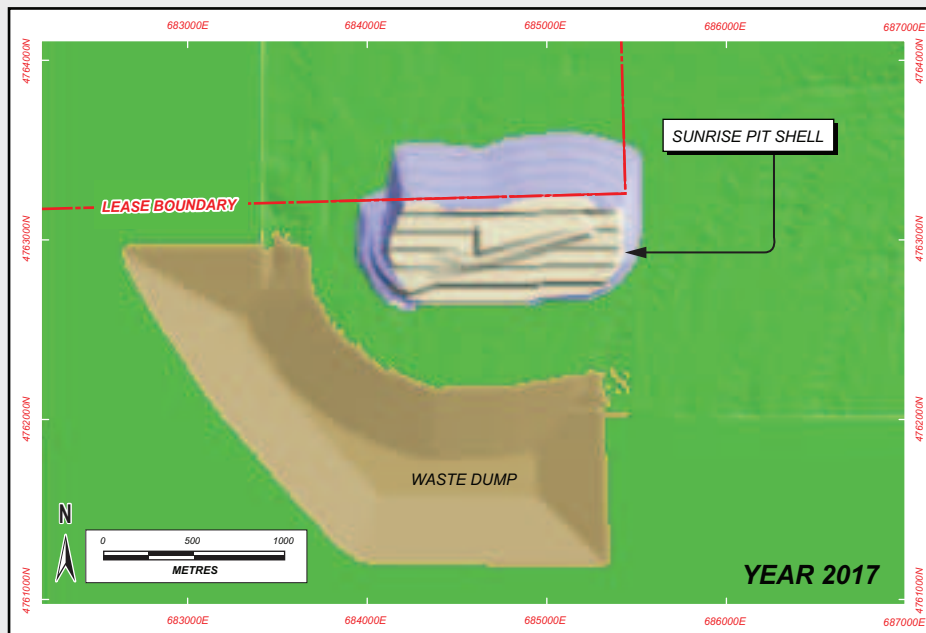 683000E
684000E
685000E
686000E
687000E
4764000N
4764000N
SUNRISE PIT SHELL
LEASE BOUNDARY
4763000N
4763000N
4762000N
4762000N
WASTE DUMP
N
0 500 1000
METRES
YEAR 2017
4761000N
4761000N
683000E
684000E
685000E
686000E
687000E